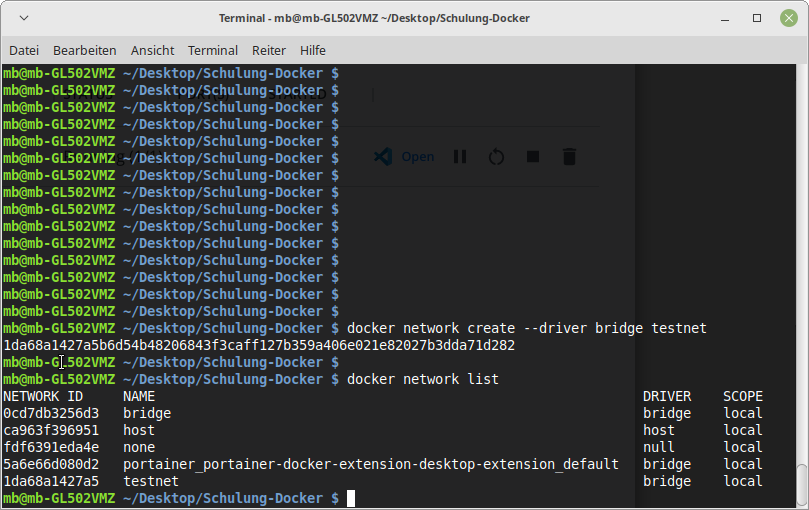 Terminal - mb@mb-GL502VMZ ~/Desktop/Schulung-Docker
Datei Bearbeiten Ansicht Terminal Reiter Hilfe
mb@mb-GL502VMZ ~/Desktop/Schulung-Docker $
mb@mb-GL502VMZ ~/Desktop/Schulung-Docker $
mb@mb-GL502VMZ ~/Desktop/Schulung-Docker $
mb@mb-GL502VMZ ~/Desktop/Schulung-Docker $
mb@mb-GL502VMZ ~/Desktop/Schulung-Docker $
mb@mb-GL502VMZ ~/Desktop/Schulung-Docker $
Open
mb@mb-GL502VMZ ~/Desktop/Schulung-Docker $
mb@mb-GL502VMZ ~/Desktop/Schulung-Docker $
mb@mb-GL502VMZ ~/Desktop/Schulung-Docker $
mb@mb-GL502VMZ ~/Desktop/Schulung-Docker $
mb@mb-GL502VMZ ~/Desktop/Schulung-Docker $
mb@mb-GL502VMZ ~/Desktop/Schulung-Docker $
mb@mb-GL502VMZ ~/Desktop/Schulung-Docker $
mb@mb-GL502VMZ ~/Desktop/Schulung-Docker $
mb@mb-GL502VMZ ~/Desktop/Schulung-Docker $
mb@mb-GL502VMZ ~/Desktop/Schulung-Docker $ docker network create --driver bridge testnet
1da68a1427a5b6d54b48206843f3caff127b359a406e021e82027b3dda71d282
mb@mb-GL502VMZ ~/Desktop/Schulung-Docker $
mb@mb-GL502VMZ ~/Desktop/Schulung-Docker $ docker network list
NETWORK ID NAME DRIVER SCOPE
0cd7db3256d3 bridge bridge local
ca963f396951 host host local
fdf6391eda4e none null local
5a6e66d080d2 portainer_portainer-docker-extension-desktop-extension_default bridge local
1da68a1427a5 testnet bridge local
mb@mb-GL502VMZ ~/Desktop/Schulung-Docker $